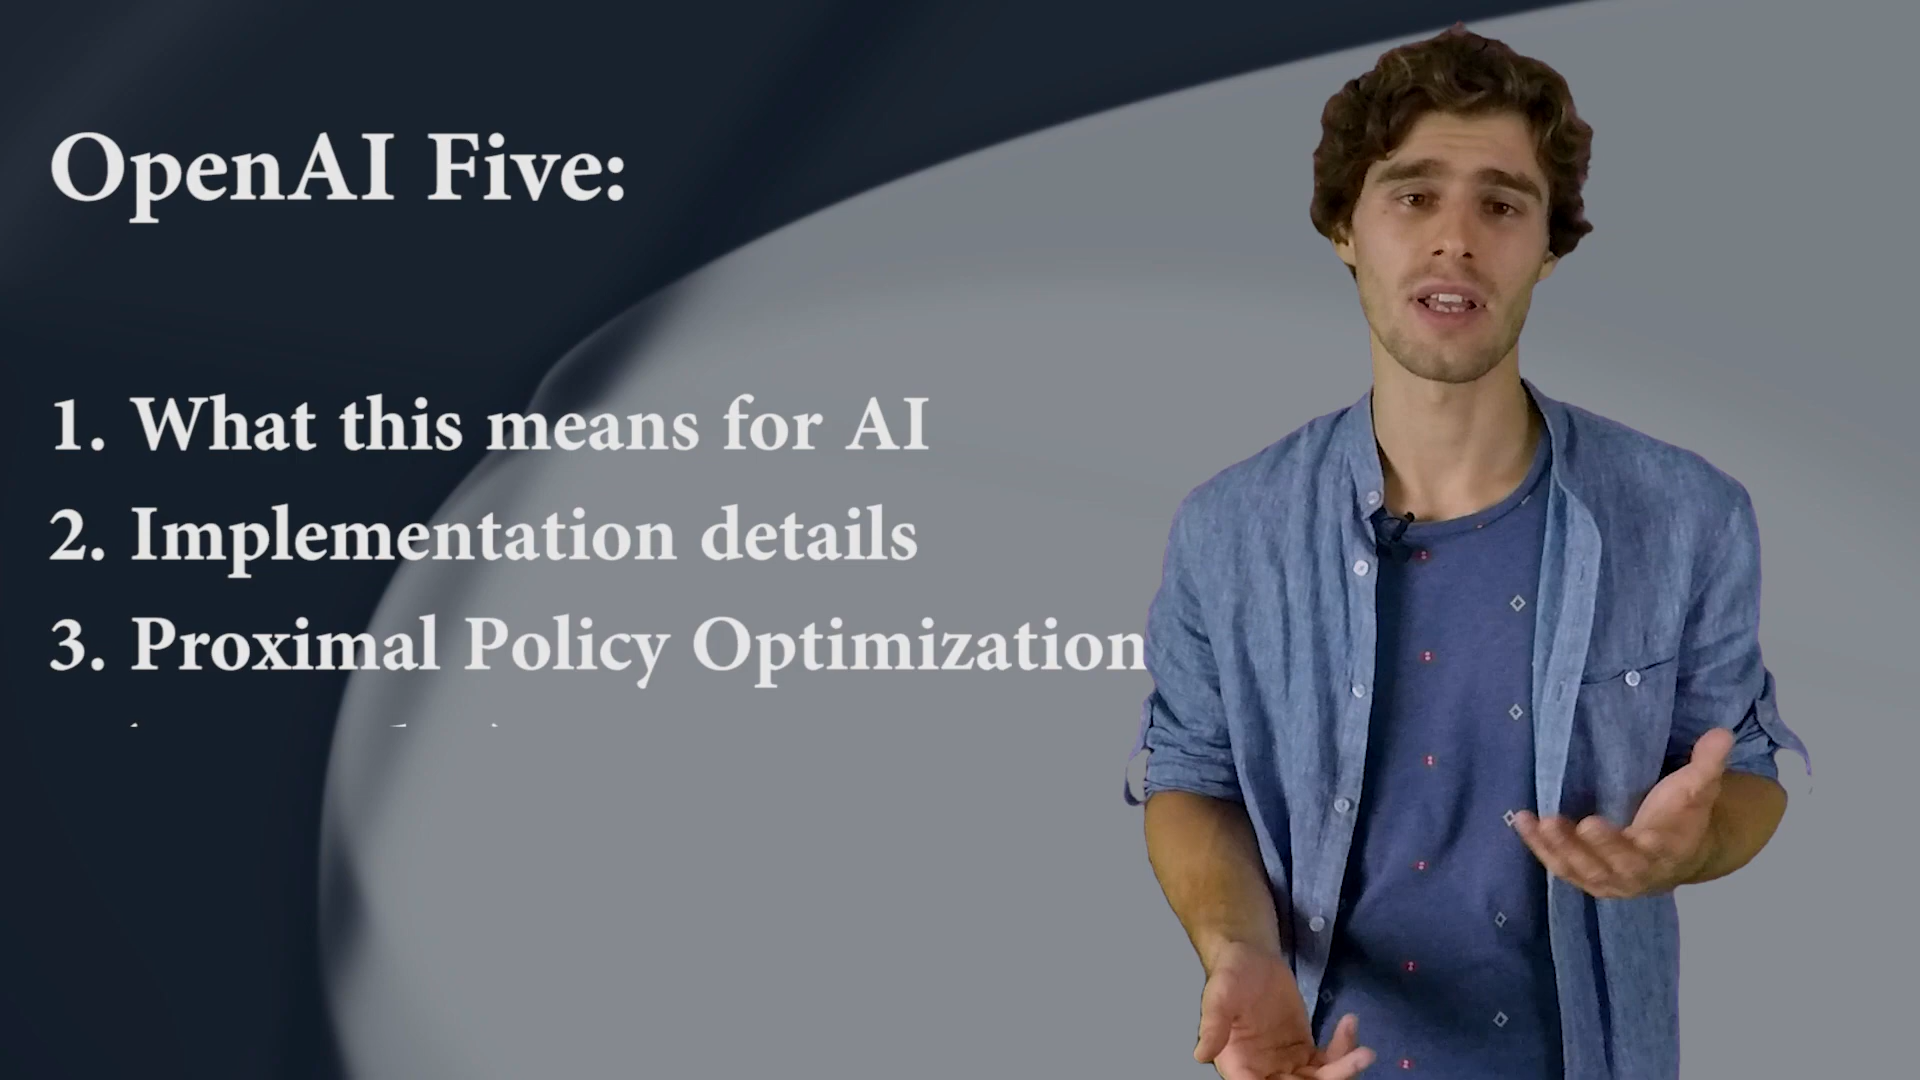 OpenAI Five:
1. What this means for AI
2. Implementation details
3. Proximal Policy Optimization